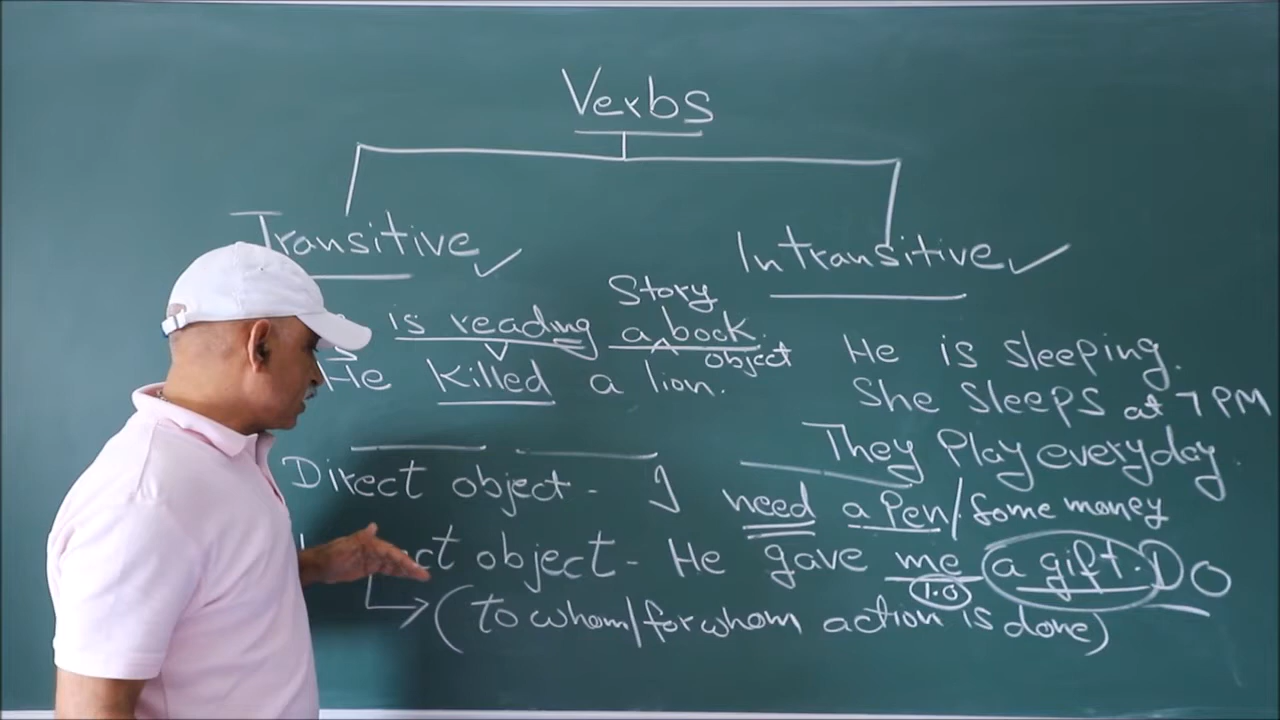 Verbs
Transitive ✓
Intransitive ✓
Story
is reading a book.
object
He killed a lion.
He is sleeping.
She sleeps at 7 PM
They Play everyday.
Direct object - I need a Pen/some money
object - He gave me a gift. DO
I.O
(to whom/for whom action is done)